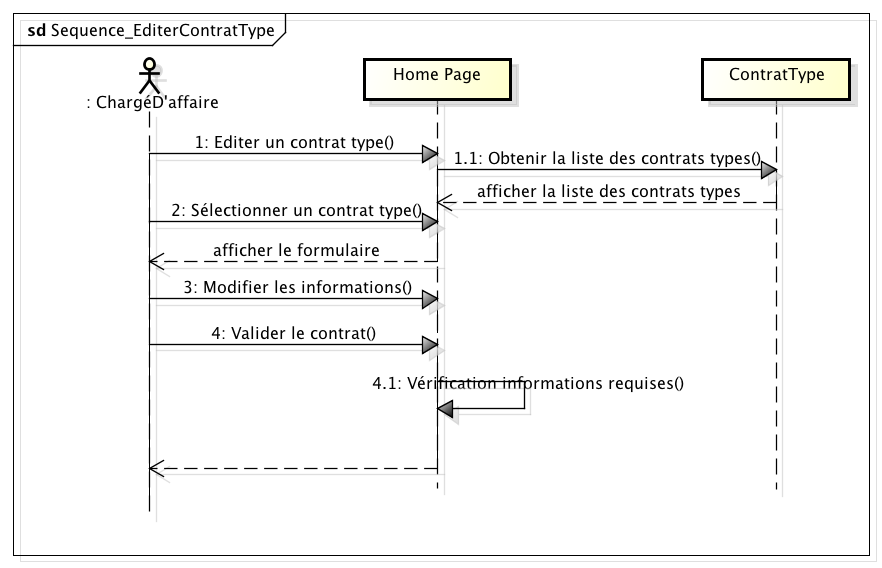 sd Sequence_EditerContratType
: ChargéD'affaire
Home Page
ContratType
1: Editer un contrat type()
1.1: Obtenir la liste des contrats types()
afficher la liste des contrats types
2: Sélectionner un contrat type()
afficher le formulaire
3: Modifier les informations()
4: Valider le contrat()
4.1: Vérification informations requises()